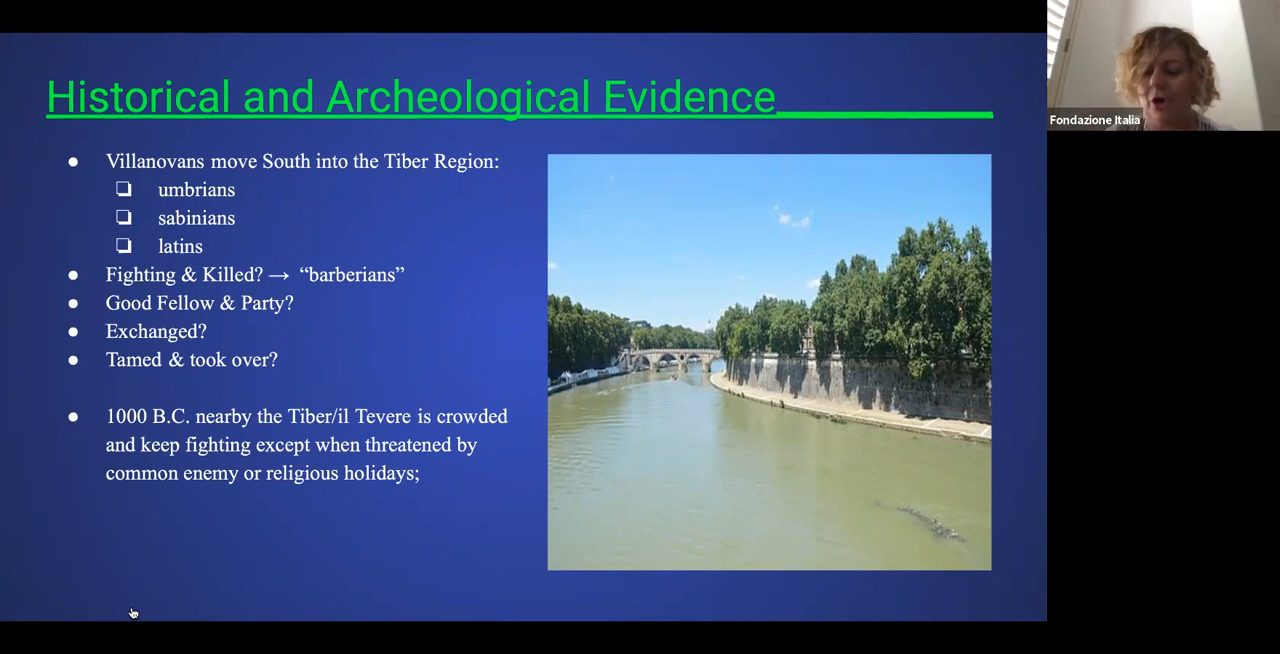 Historical and Archeological Evidence
Fondazione Italia
● Villanovans move South into the Tiber Region:
❏ umbrians
❏ sabinians
❏ latins
● Fighting & Killed? → “barberians”
● Good Fellow & Party?
● Exchanged?
● Tamed & took over?
● 1000 B.C. nearby the Tiber/il Tevere is crowded
and keep fighting except when threatened by
common enemy or religious holidays;